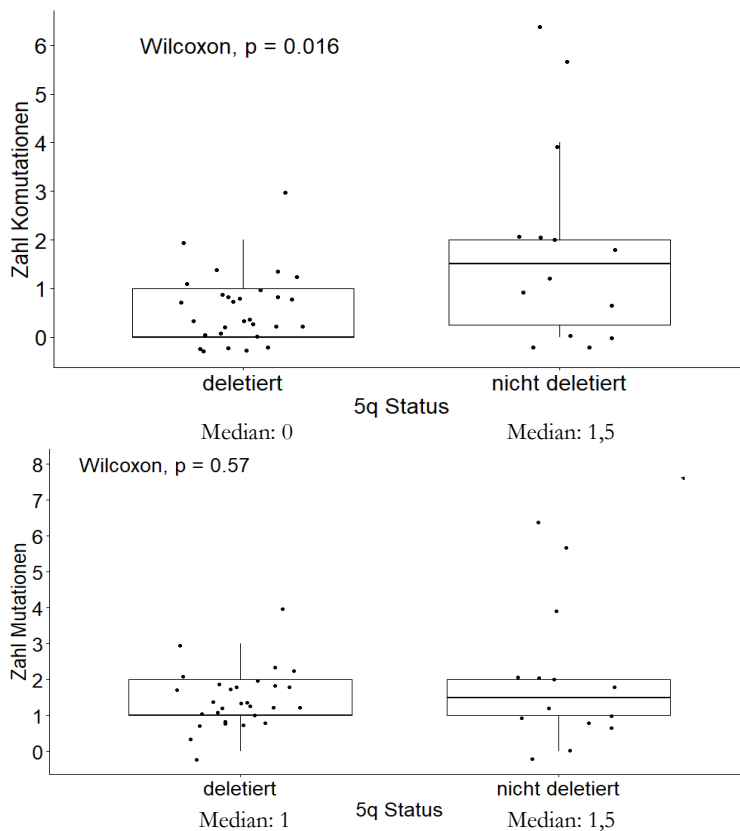 Wilcoxon, p = 0.016
Zahl Komutationen
6
5
4
3
2
1
0
deletiert
nicht deletiert
5q Status
Median: 0
Median: 1,5
Wilcoxon, p = 0.57
Zahl Mutationen
8
7
6
5
4
3
2
1
0
deletiert
nicht deletiert
5q Status
Median: 1
Median: 1,5